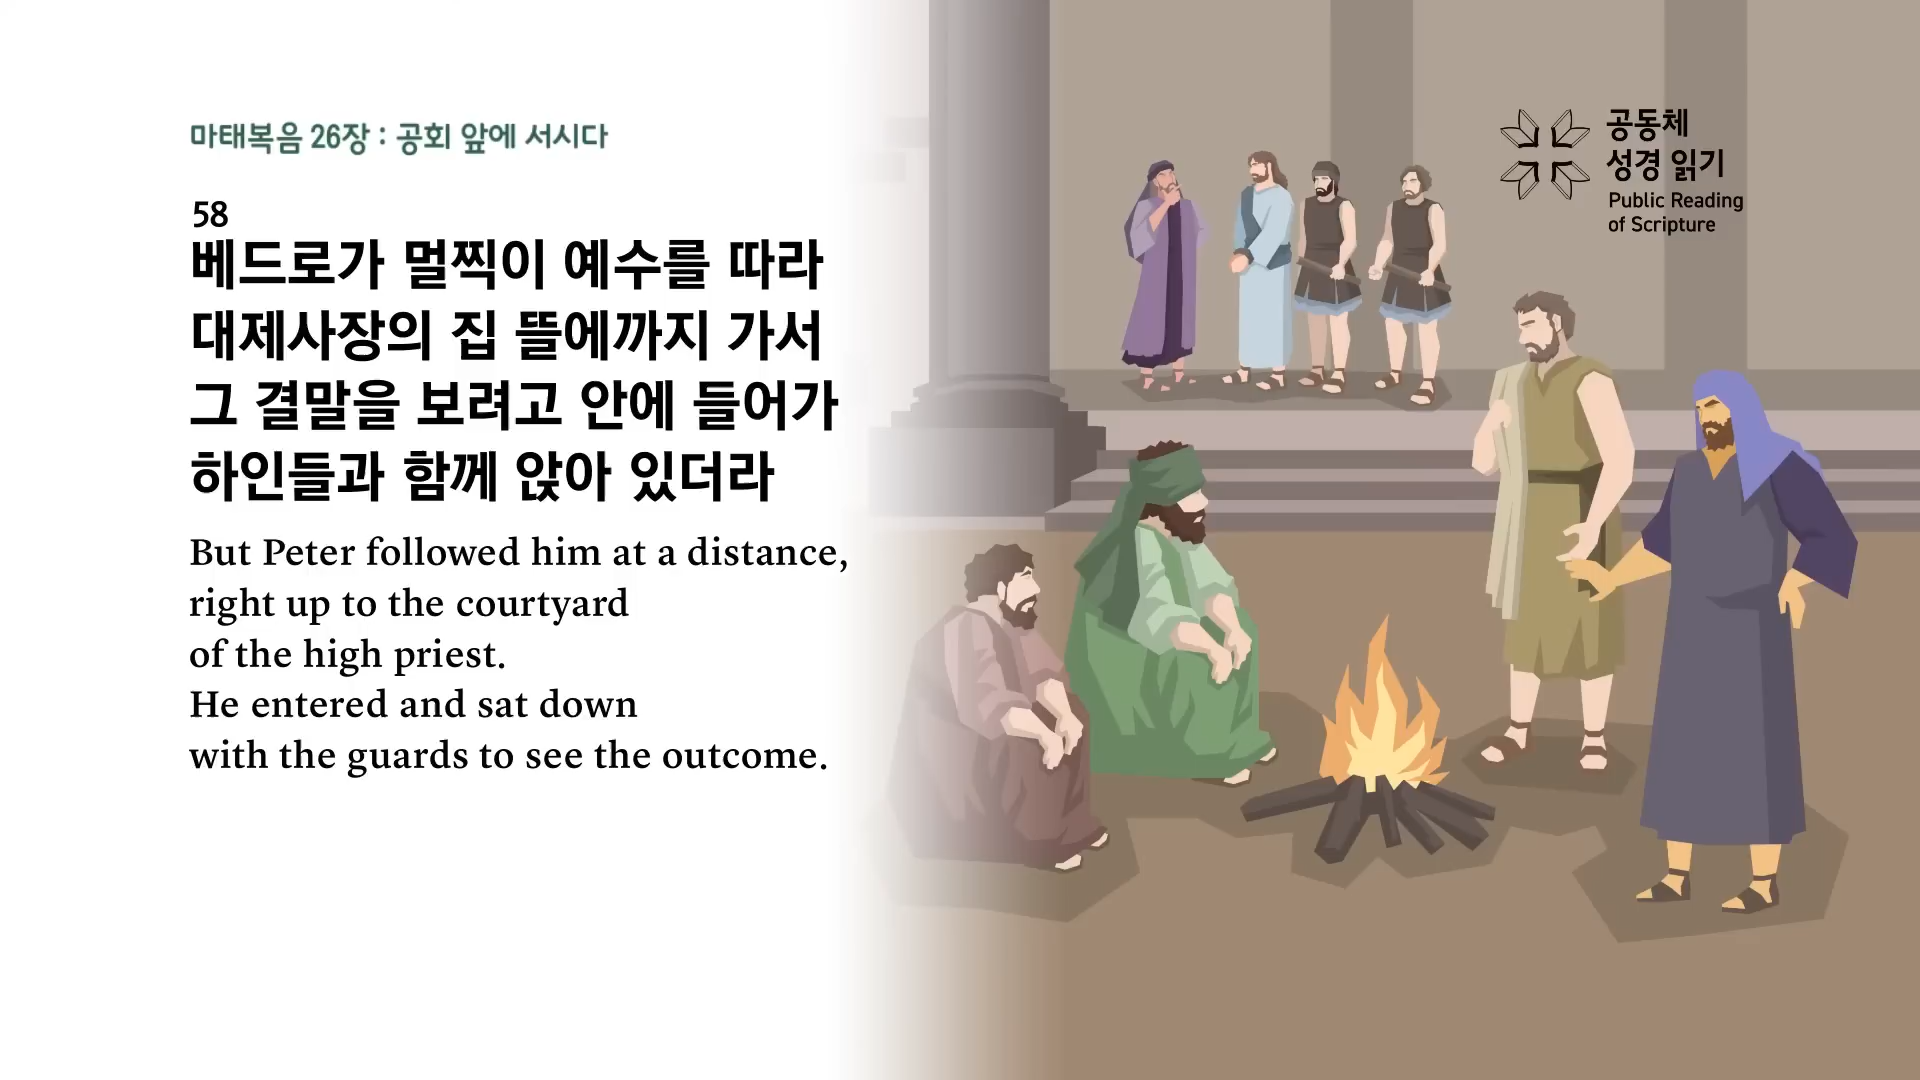 마태복음 26장 : 공회 앞에 서시다
58
베드로가 멀찍이 예수를 따라
대제사장의 집 뜰에까지 가서
그 결말을 보려고 안에 들어가
하인들과 함께 앉아 있더라
But Peter followed him at a distance,
right up to the courtyard
of the high priest.
He entered and sat down
with the guards to see the outcome.
공동체
성경 읽기
Public Reading
of Scripture